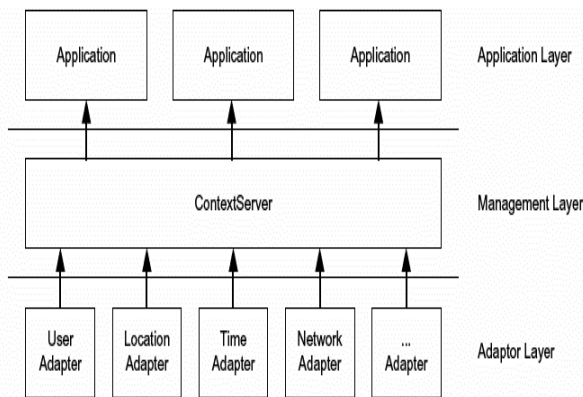 Application
Application
Application
Application Layer
ContextServer
Management Layer
User
Adapter
Location
Adapter
Time
Adapter
Network
Adapter
...
Adapter
Adaptor Layer